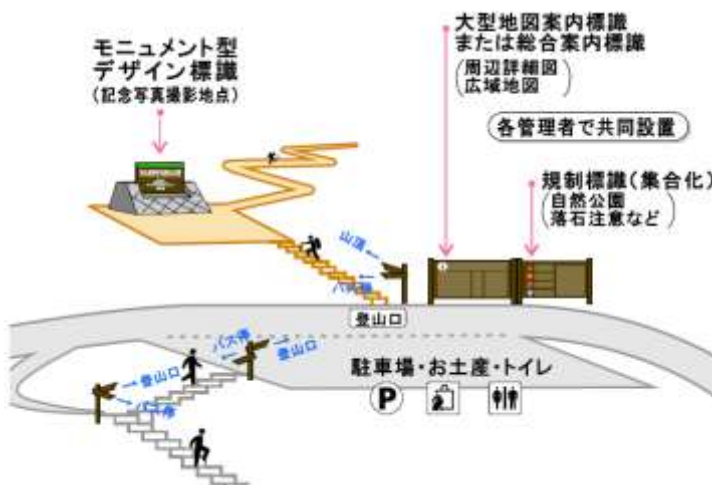 モニュメント型
デザイン標識
(記念写真撮影地点)
大型地図案内標識
または総合案内標識
(周辺詳細図
広域地図)
各管理者で共同設置
規制標識(集合化)
(自然公園
落石注意など)
山頂
登山口
バス停
登山口
登山口
バス停
駐車場・お土産・トイレ
P